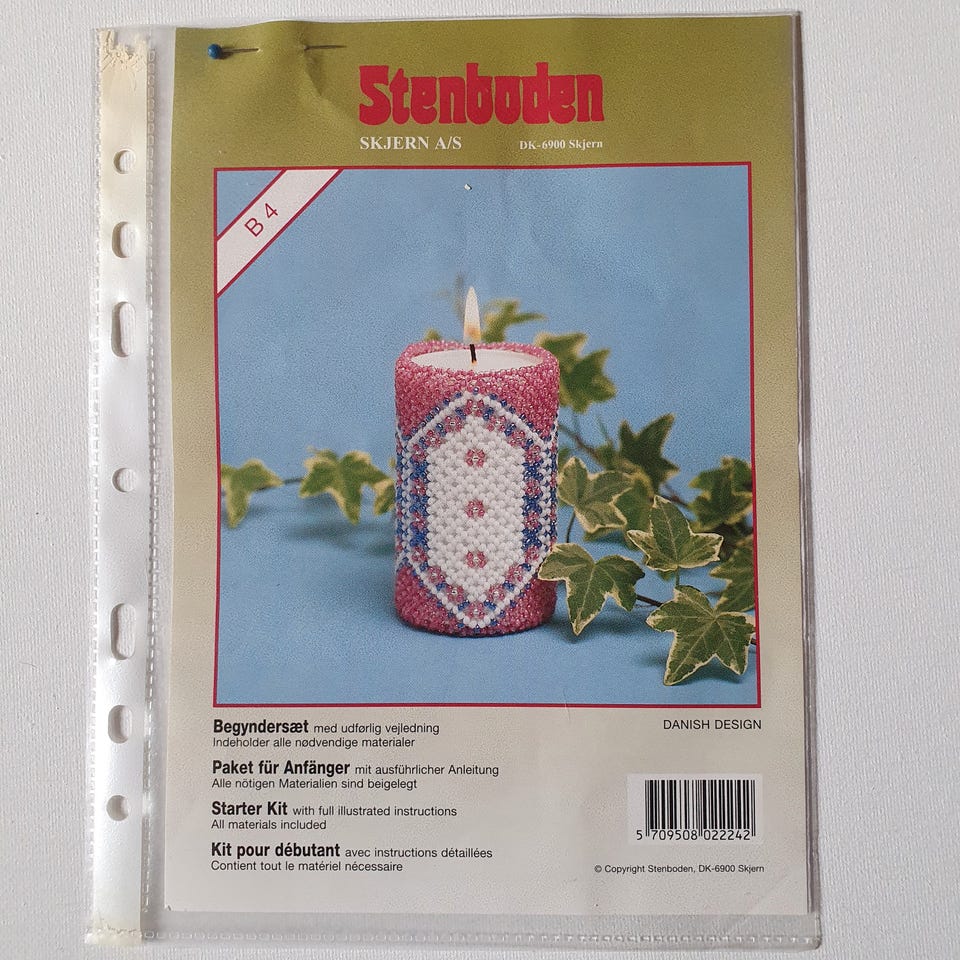 Stenboden
SKJERN A/S DK-6900 Skjern
B 4
Begyndersæt med udførlig vejledning
Indeholder alle nødvendige materialer
DANISH DESIGN
Paket für Anfänger mit ausführlicher Anleitung
Alle nötigen Materialien sind beigelegt
Starter Kit with full illustrated instructions
All materials included
5 709508 022242
Kit pour débutant avec instructions détaillées
Contient tout le matériel nécessaire
© Copyright Stenboden, DK-6900 Skjern